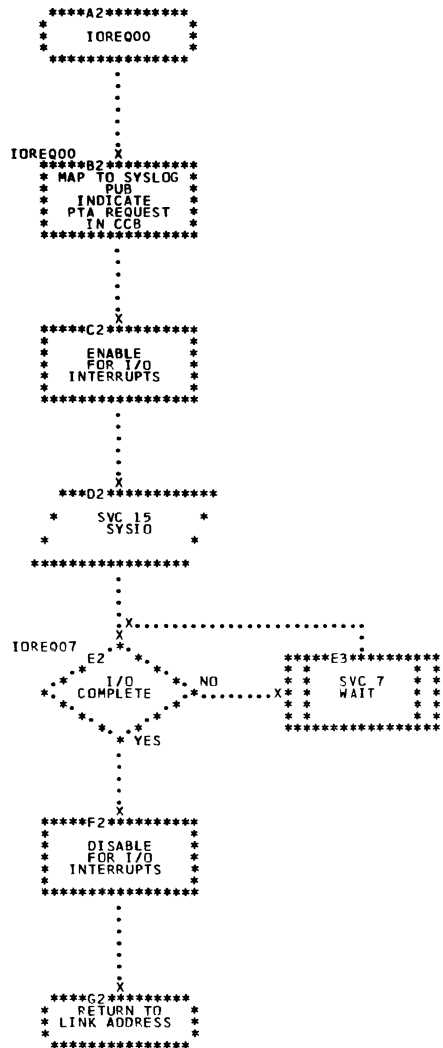 A2
IOREQ00
IOREQ00
B2
MAP TO SYSLOG
PUB
INDICATE
PTA REQUEST
IN CCB
C2
ENABLE
FOR I/O
INTERRUPTS
D2
SVC 15
SYSIO
IOREQ07
E2
I/O
COMPLETE
NO
YES
E3
SVC 7
WAIT
F2
DISABLE
FOR I/O
INTERRUPTS
G2
RETURN TO
LINK ADDRESS